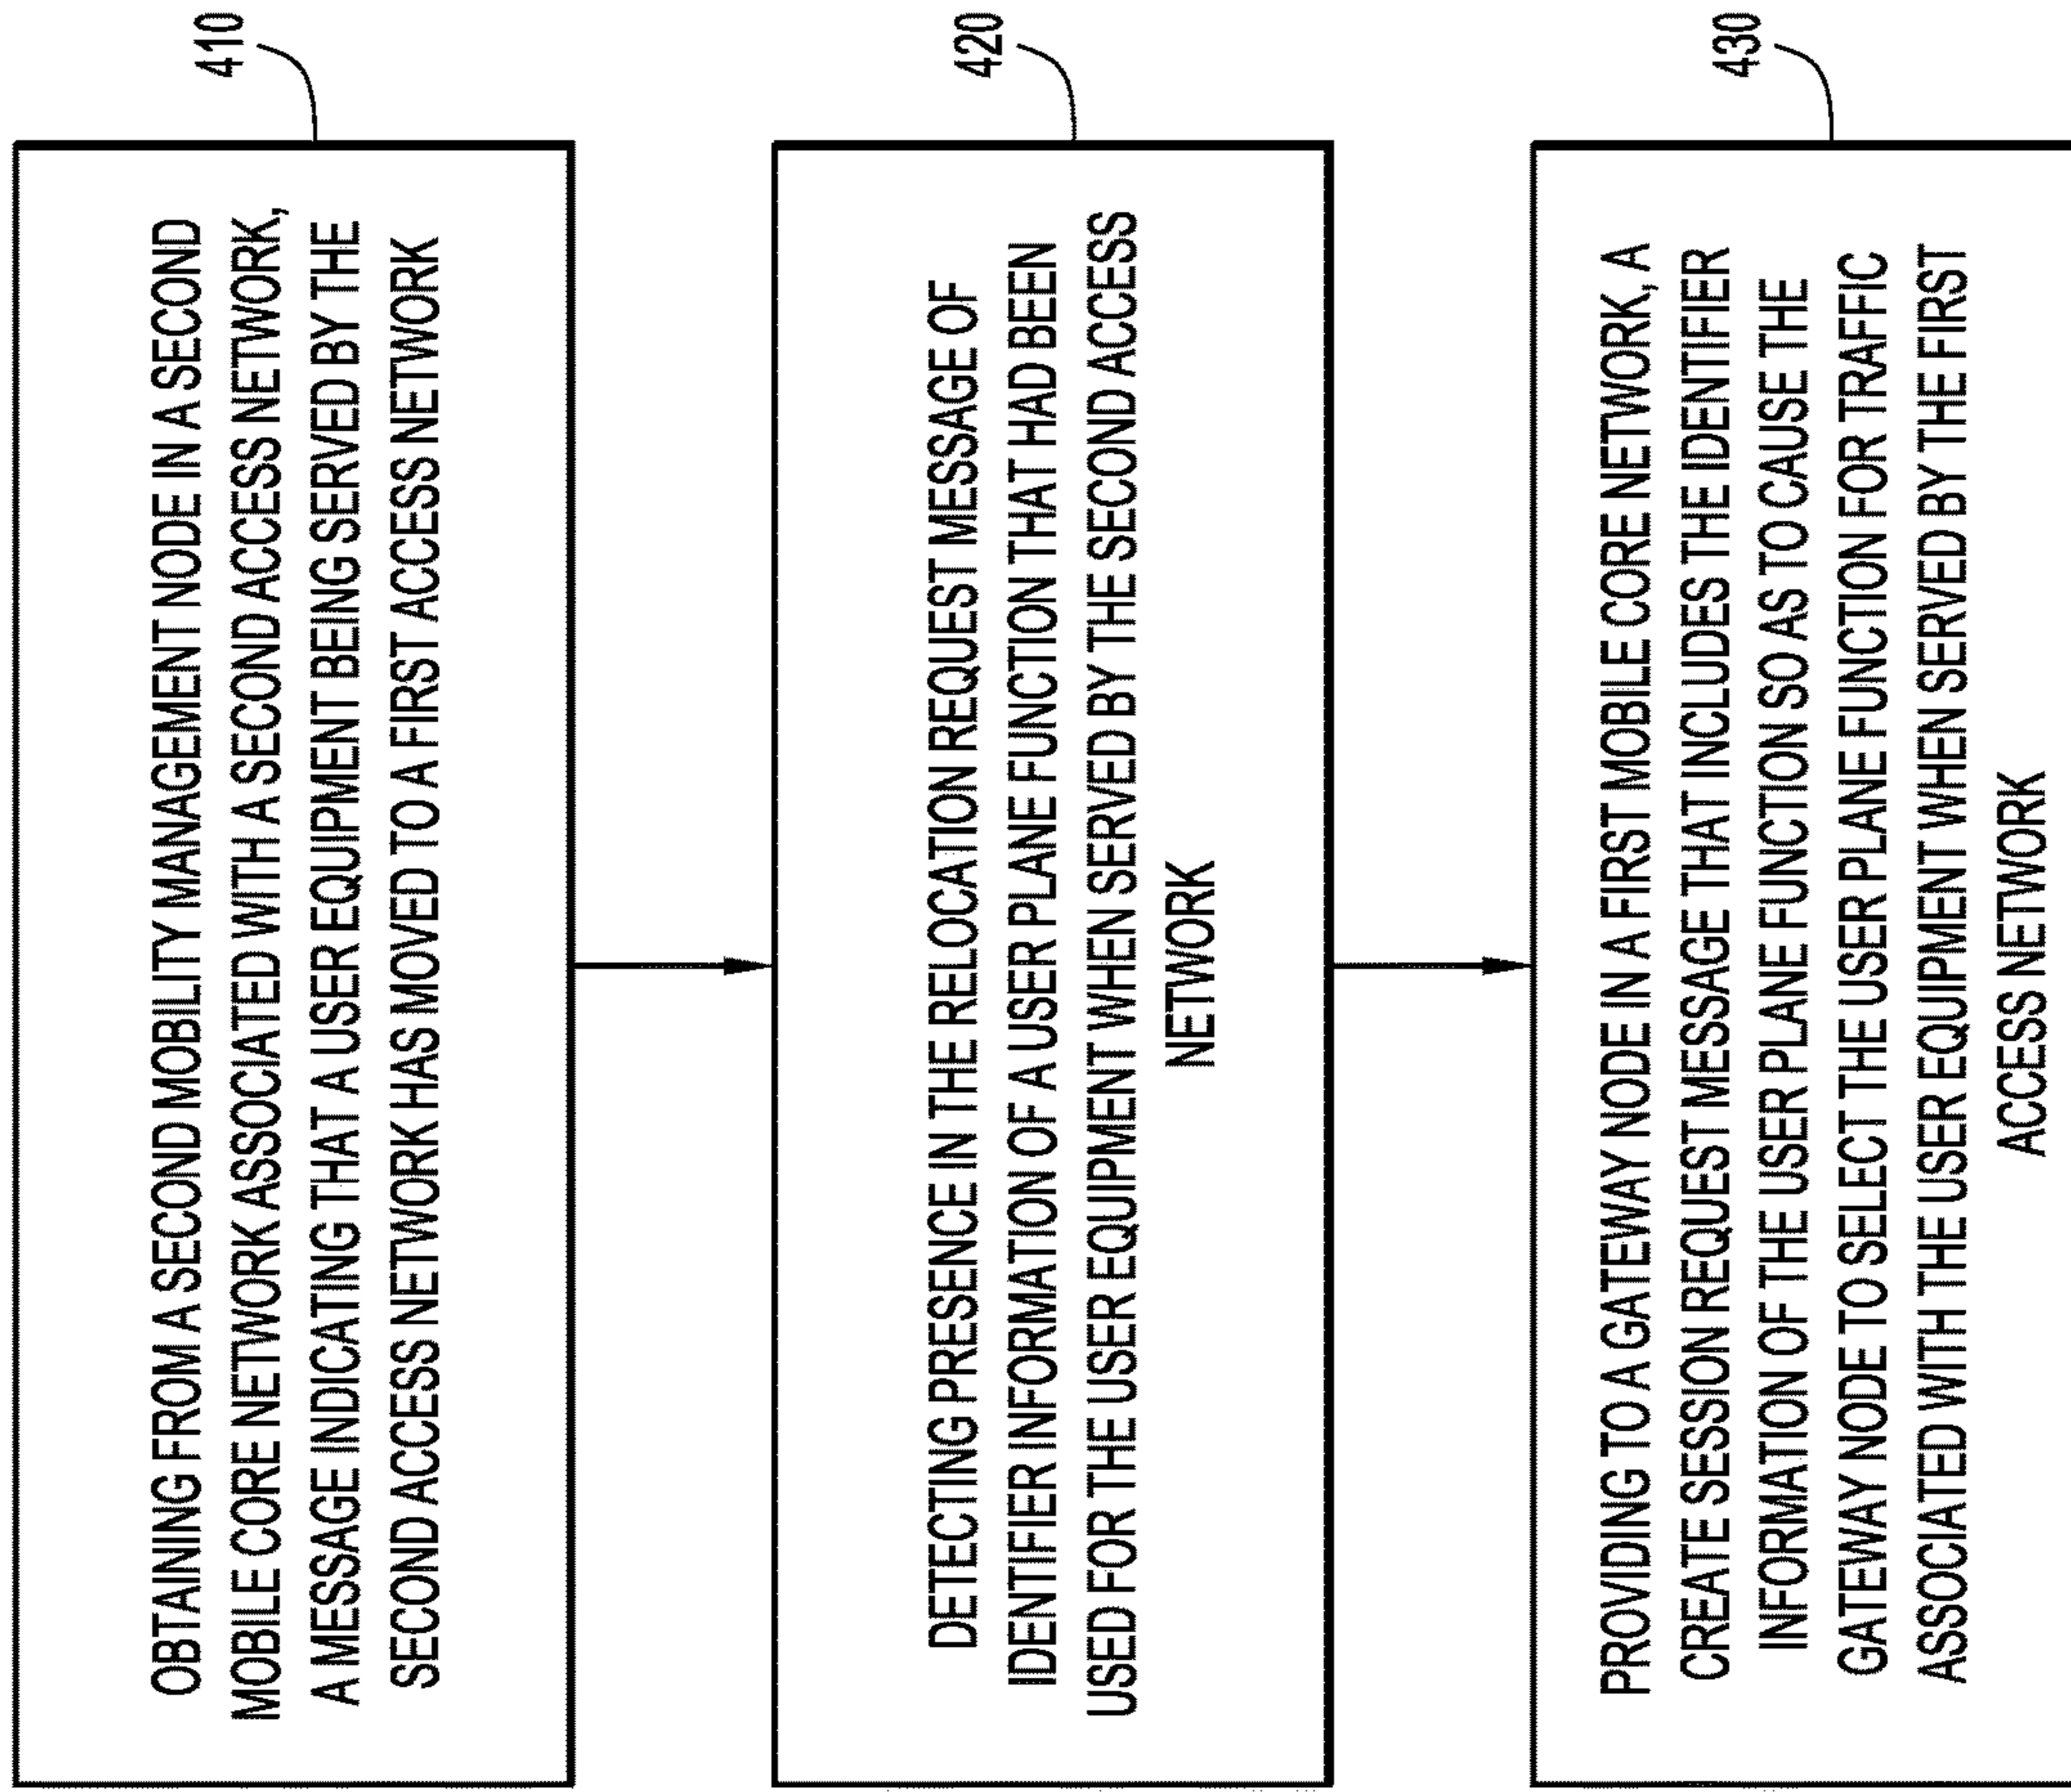 410
OBTAINING FROM A SECOND MOBILITY MANAGEMENT NODE IN A SECOND
MOBILE CORE NETWORK ASSOCIATED WITH A SECOND ACCESS NETWORK,
A MESSAGE INDICATING THAT A USER EQUIPMENT BEING SERVED BY THE
SECOND ACCESS NETWORK HAS MOVED TO A FIRST ACCESS NETWORK
420
DETECTING PRESENCE IN THE RELOCATION REQUEST MESSAGE OF
IDENTIFIER INFORMATION OF A USER PLANE FUNCTION THAT HAD BEEN
USED FOR THE USER EQUIPMENT WHEN SERVED BY THE SECOND ACCESS
NETWORK
430
PROVIDING TO A GATEWAY NODE IN A FIRST MOBILE CORE NETWORK, A
CREATE SESSION REQUEST MESSAGE THAT INCLUDES THE IDENTIFIER
INFORMATION OF THE USER PLANE FUNCTION SO AS TO CAUSE THE
GATEWAY NODE TO SELECT THE USER PLANE FUNCTION FOR TRAFFIC
ASSOCIATED WITH THE USER EQUIPMENT WHEN SERVED BY THE FIRST
ACCESS NETWORK